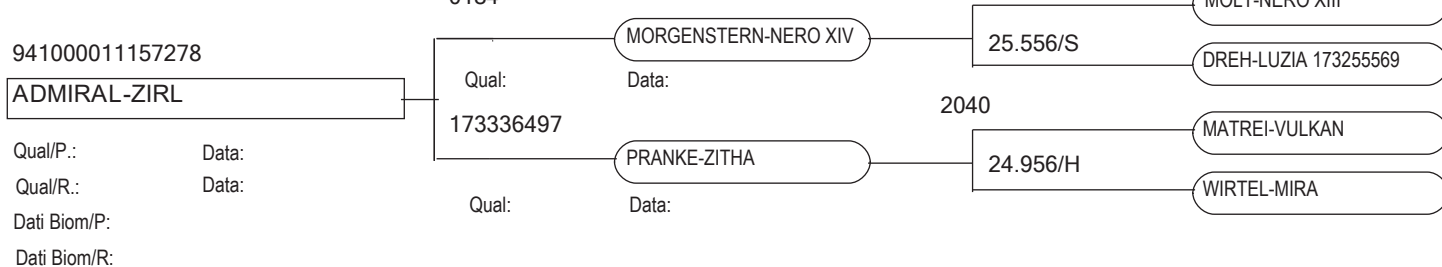 941000011157278
ADMIRAL-ZIRL
Qual/P.: Data:
Qual/R.: Data:
Dati Biom/P:
Dati Biom/R:
MORGENSTERN-NERO XIV
Qual: Data:
173336497
PRANKE-ZITHA
Qual: Data:
25.556/S
DREH-LUZIA 173255569
2040
24.956/H
MATREI-VULKAN
WIRTEL-MIRA